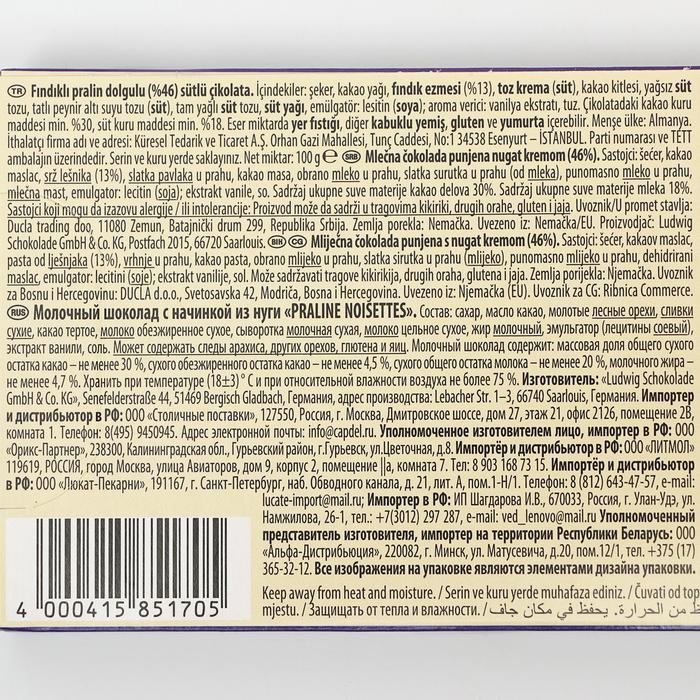 TR Fındıklı pralin dolgulu (%46) sütlü çikolata. İçindekiler: şeker, kakao yağı, fındık ezmesi (%13), toz krema (süt), kakao kitlesi, yağsız süt
tozu, tatlı peynir altı suyu tozu (süt), tam yağlı süt tozu, süt yağı, emülgatör: lesitin (soya); aroma verici: vanilya ekstratı, tuz. Çikolatadaki kakao kuru
maddesi min. %30, süt kuru maddesi min. %18. Eser miktarda yer fıstığı, diğer kabuklu yemiş, gluten ve yumurta içerebilir. Menşe ülke: Almanya.
İthalatçı firma adı ve adresi: Küresel Tedarik ve Ticaret A.Ş. Orhan Gazi Mahallesi, Tunç Caddesi, No:1 34538 Esenyurt – İSTANBUL. Parti numarası ve TETT
ambalajın üzerindedir. Serin ve kuru yerde saklayınız. Net miktar: 100 g ℮ SRB Mlečna čokolada punjena nugat kremom (46%). Sastojci: šećer, kakao
maslac, srž lešnika (13%), slatka pavlaka u prahu, kakao masa, obrano mleko u prahu, slatka surutka u prahu (od mleka), punomasno mleko u prahu,
mlečna mast, emulgator: lecitin (soja); ekstrakt vanile, so. Sadržaj ukupne suve materije kakao delova 30%. Sadržaj ukupne suve materije mleka 18%.
Sastojci koji mogu da izazovu alergije / ili intolerancije: Proizvod može da sadrži u tragovima kikiriki, drugih orahe, gluten i jaja. Uvoznik/U promet stavlja:
Ducla trading doo, 11080 Zemun, Batajnički drum 299, Republika Srbija. Zemlja porekla: Nemačka. Uvezeno iz: Nemačka/EU. Proizvođač: Ludwig
Schokolade GmbH & Co. KG, Postfach 2015, 66720 Saarlouis. BIH CG Mliječna čokolada punjena s nugat kremom (46%). Sastojci: šećer, kakaov maslac,
pasta od lješnjaka (13%), vrhnje u prahu, kakao pasta, obrano mlijeko u prahu, slatka sirutka u prahu (mlijeko), punomasno mlijeko u prahu, dehidrirani
maslac, emulgator: lecitini (soje); ekstrakt vanilije, sol. Može sadržavati tragove kikirikija, drugih oraha, glutena i jaja. Zemlja porijekla: Njemačka. Uvoznik
za Bosnu i Hercegovinu: DUCLA d.o.o., Svetosavska 42, Modriča, Bosna i Hercegovina. Uvezeno iz: Njemačka (EU). Uvoznik za CG: Ribnica Commerce.
RUS Молочный шоколад с начинкой из нуги «PRALINE NOISETTES». Состав: сахар, масло какао, молотые лесные орехи, сливки
сухие, какао тертое, молоко обезжиренное сухое, сыворотка молочная сухая, молоко цельное сухое, жир молочный, эмульгатор (лецитины соевый),
экстракт ванили, соль. Может содержать следы арахиса, других орехов, глютена и яиц. Молочный шоколад содержит: массовая доля общего сухого
остатка какао – не менее 30 %, сухого обезжиренного остатка какао – не менее 4,5 %, сухого общего остатка молока – не менее 20 %, молочного жира –
не менее 4,7 %. Хранить при температуре (18±3)° С и при относительной влажности воздуха не более 75 %. Изготовитель: «Ludwig Schokolade
GmbH & Co. KG», Senefelderstraße 44, 51469 Bergisch Gladbach, Германия, адрес производства: Lebacher Str. 1–3, 66740 Saarlouis, Германия. Импортер
и дистрибьютор в РФ: ООО «Столичные поставки», 127550, Россия, г. Москва, Дмитровское шоссе, дом 27, этаж 21, офис 2126, помещение 2В,
комната 1. Телефон: 8(495) 9450945. Адрес электронной почты: info@capdel.ru. Уполномоченное изготовителем лицо, импортер в РФ: ООО
«Орикс-Партнер», 238300, Калининградская обл., Гурьевский район, г.Гурьевск, ул.Цветочная, д.8. Импортёр и дистрибьютор в РФ: ООО «ЛИТМОЛ»
119619, РОССИЯ, город Москва, улица Авиаторов, дом 9, корпус 2, помещение ||а, комната 7. Тел: 8 903 168 73 15. Импортёр и дистрибьютор
в РФ: ООО «Люкат-Пекарни», 191167, г. Санкт-Петербург, наб. Обводного канала, д. 21, лит. А, пом.1-Н/1. Телефон: 8 (812) 643-47-57, e-mail:
lucate-import@mail.ru; Импортер в РФ: ИП Шагдарова И.В., 670033, Россия, г. Улан-Удэ, ул.
Намжилова, 26-1, тел.: +7(3012) 297 287, e-mail: ved_lenovo@mail.ru Уполномоченный
представитель изготовителя, импортер на территории Республики Беларусь: ООО
«Альфа-Дистрибьюция», 220082, г. Минск, ул. Матусевича, д.20, пом.12/1, тел. +375 (17)
365-32-12. Все изображения на упаковке являются элементами дизайна упаковки.
Keep away from heat and moisture. / Serin ve kuru yerde muhafaza ediniz. / Čuvati od top
mjestu. / Защищать от тепла и влажности. / يحفظ في مكان جاف من الحرارة.
4 000415 851705